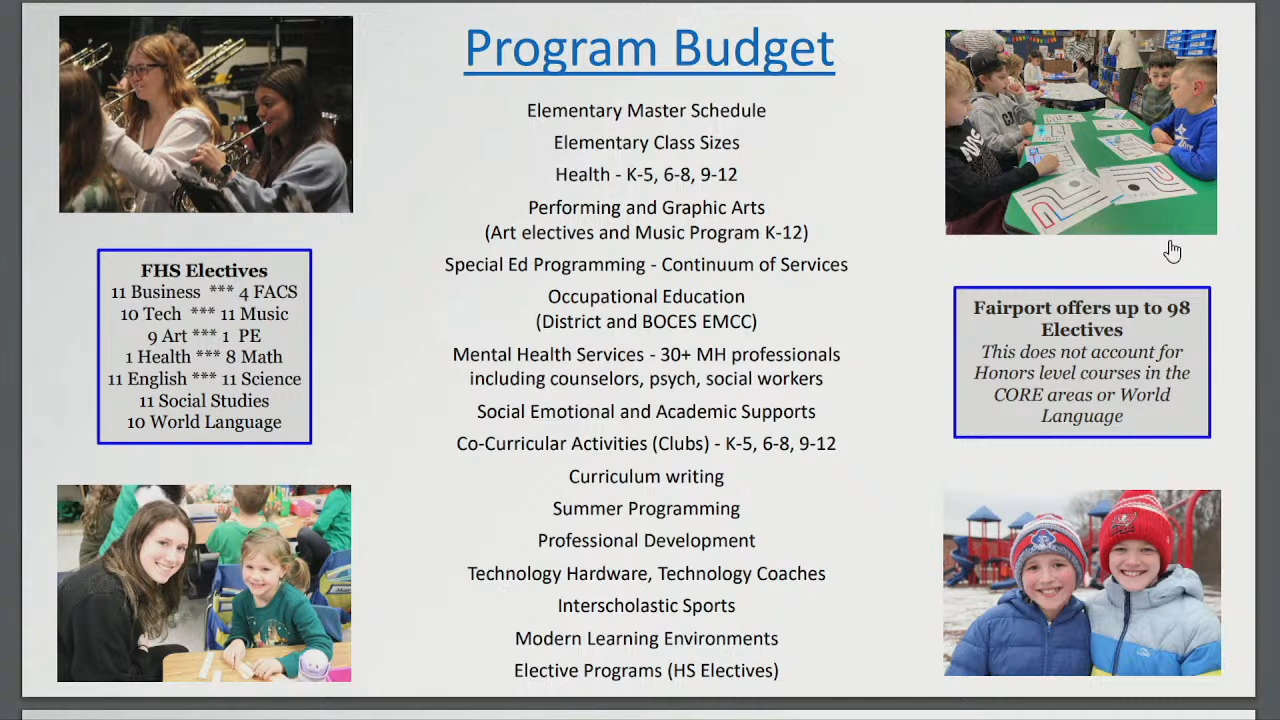 Program Budget
Elementary Master Schedule
Elementary Class Sizes
Health - K-5, 6-8, 9-12
Performing and Graphic Arts
(Art electives and Music Program K-12)
Special Ed Programming - Continuum of Services
Occupational Education
(District and BOCES EMCC)
Mental Health Services - 30+ MH professionals
including counselors, psych, social workers
Social Emotional and Academic Supports
Co-Curricular Activities (Clubs) - K-5, 6-8, 9-12
Curriculum writing
Summer Programming
Professional Development
Technology Hardware, Technology Coaches
Interscholastic Sports
Modern Learning Environments
Elective Programs (HS Electives)
FHS Electives
11 Business *** 4 FACS
10 Tech *** 11 Music
9 Art *** 1 PE
1 Health *** 8 Math
11 English *** 11 Science
11 Social Studies
10 World Language
Fairport offers up to 98
Electives
This does not account for
Honors level courses in the
CORE areas or World
Language